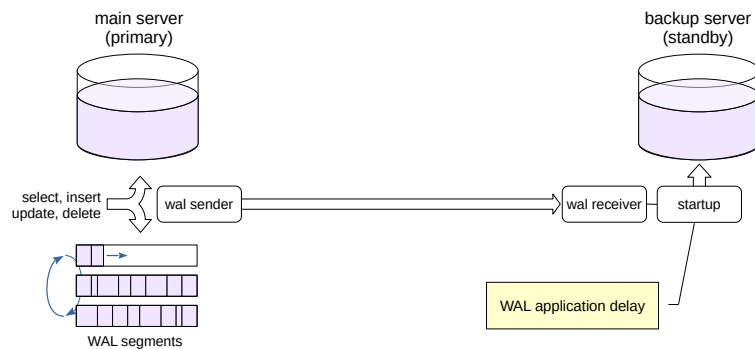 main server
(primary)
backup server
(standby)
select, insert
update, delete
wal sender
wal receiver
startup
WAL application delay
WAL segments